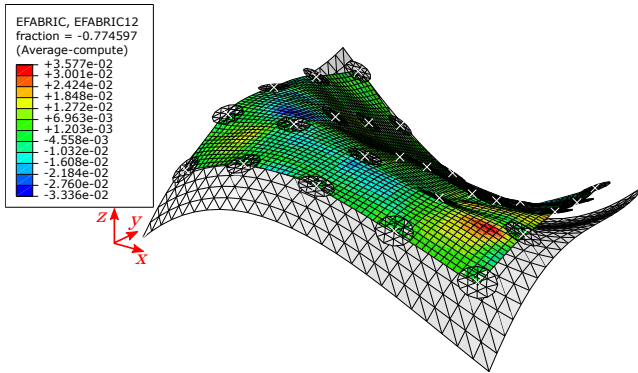 EFABRIC, EFABRIC12
fraction = -0.774597
(Average-compute)
+3.577e-02
+3.001e-02
+2.424e-02
+1.848e-02
+1.272e-02
+6.963e-03
+1.203e-03
-4.558e-03
-1.032e-02
-1.608e-02
-2.184e-02
-2.760e-02
-3.336e-02
z
y
x